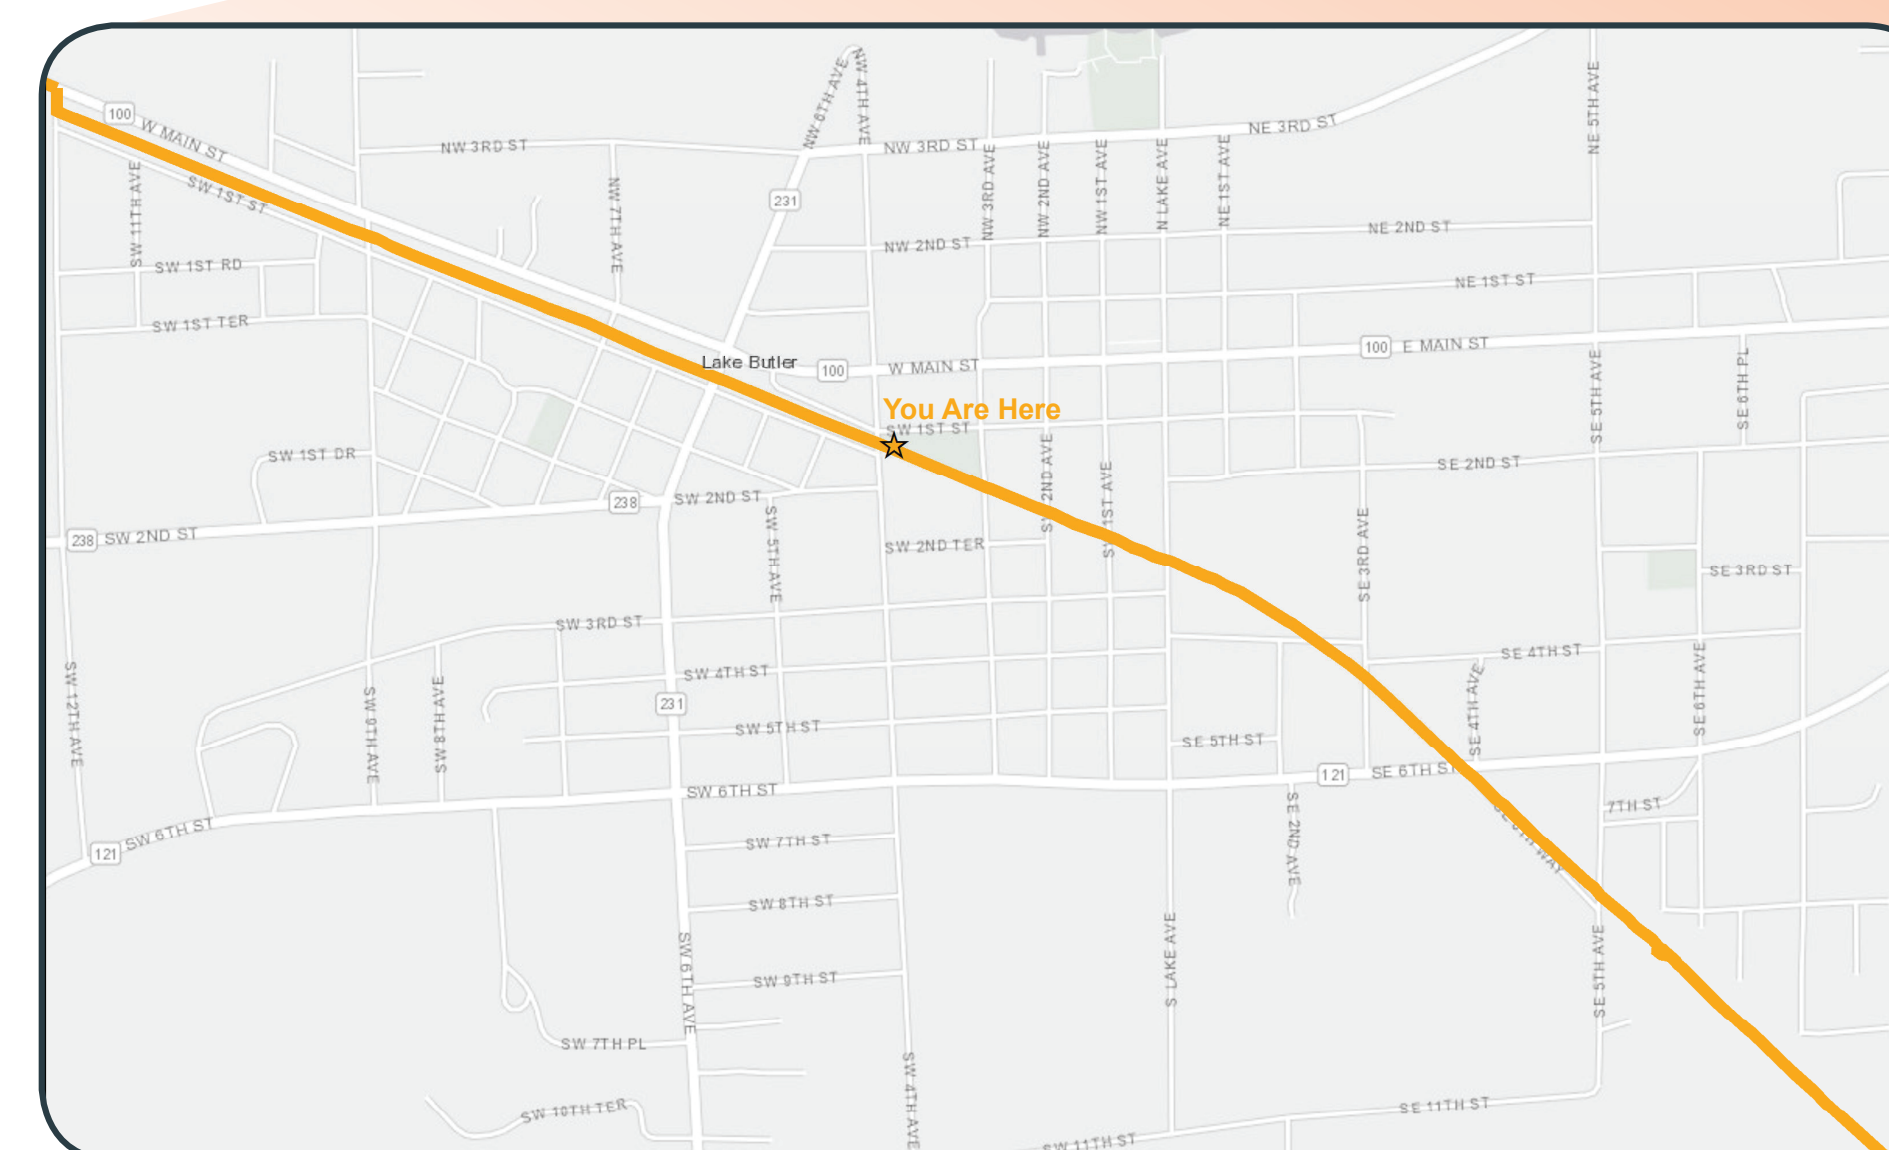 NW 6TH AVE
NW 4TH AVE
NE 5TH AVE
100
W MAIN ST
NE 3RD ST
NW 3RD ST
NW 3RD ST
NW 3RD AVE
NW 2ND AVE
NW 1ST AVE
N LAKE AVE
NE 1ST AVE
SW 11TH AVE
SW 1ST ST
NW 7TH AVE
231
NW 2ND ST
NE 2ND ST
SW 1ST RD
NE 1ST ST
SW 1ST TER
Lake Butler
100
W MAIN ST
100
E MAIN ST
SE 5TH AVE
SE 6TH PL
You Are Here
SW 1ST ST
SW 1ST DR
SE 2ND ST
SW 2ND AVE
SW 1ST AVE
238
SW 2ND ST
238
SW 2ND ST
SW 5TH AVE
SW 2ND TER
SE 3RD AVE
SE 3RD ST
SW 3RD ST
SE 4TH ST
SW 12TH AVE
SW 9TH AVE
SW 8TH AVE
SW 4TH ST
231
SW 5TH ST
SE 5TH ST
SE 4TH AVE
SE 6TH AVE
121
SE 6TH ST
SW 6TH ST
SW 6TH ST
121
SE 2ND AVE
7TH ST
WAY
SW 7TH ST
SW 8TH ST
SW 6TH AVE
SW 9TH ST
S LAKE AVE
SE 5TH AVE
SW 7TH PL
SW 4TH AVE
SW 10TH TER
SE 11TH ST
SW 11TH ST